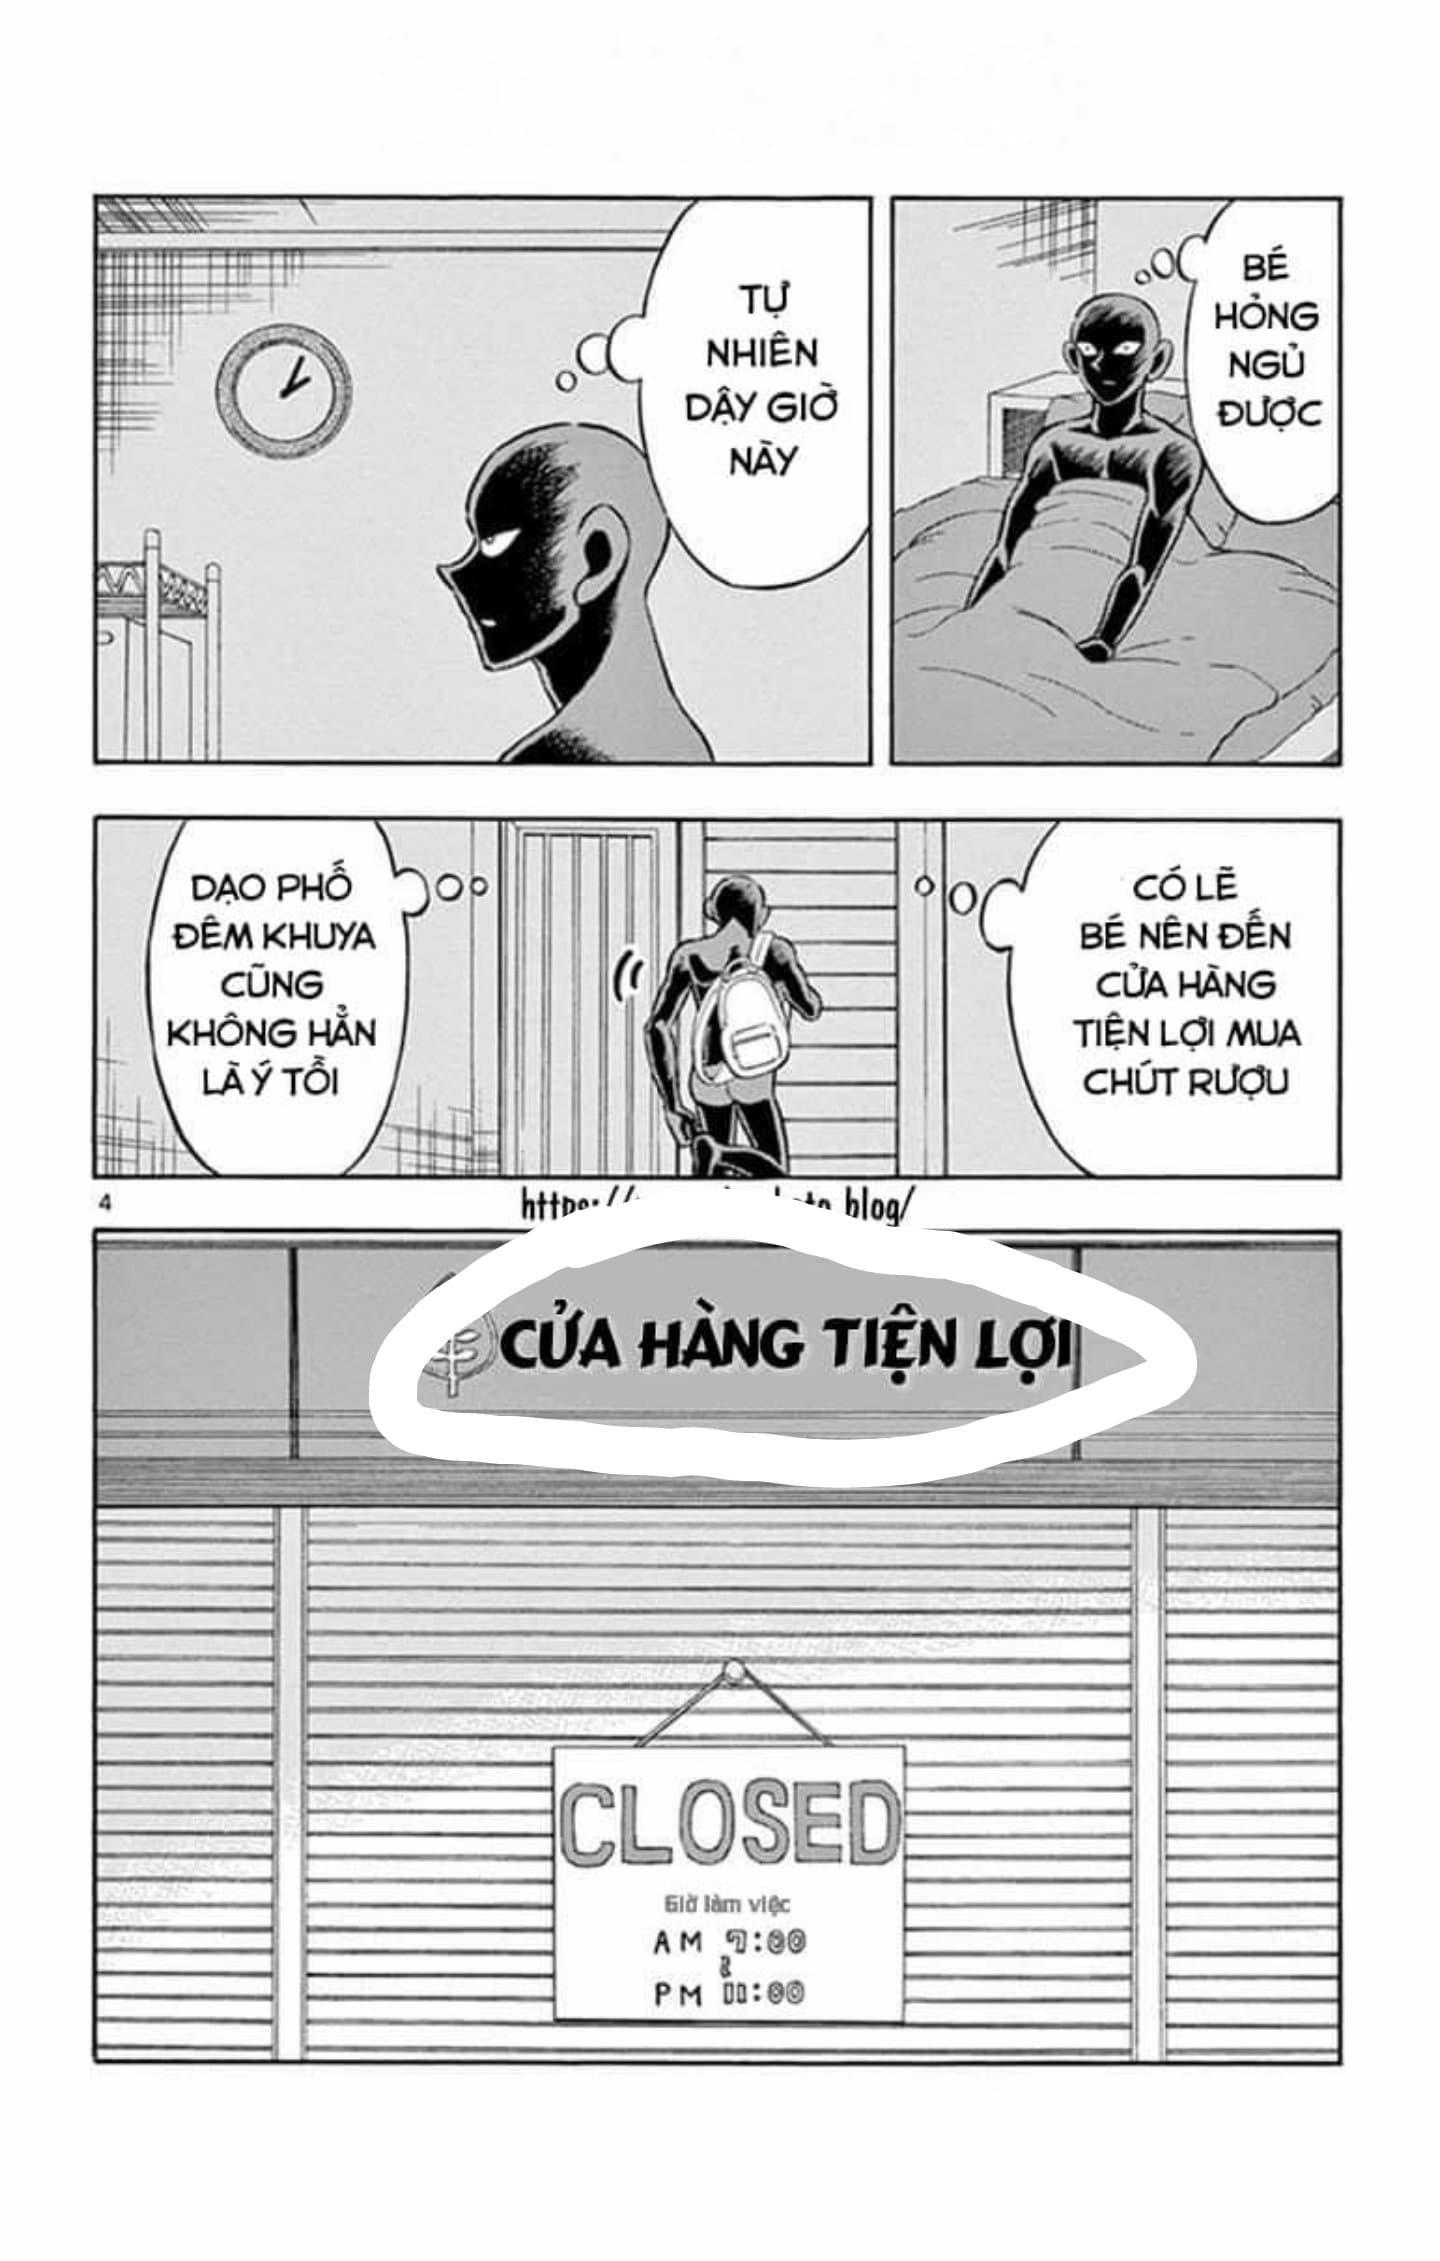 BÉ
HỎNG
NGỦ
ĐƯỢC
TỰ
NHIÊN
DẬY GIỜ
NÀY
CÓ LẼ
BÉ NÊN ĐẾN
CỬA HÀNG
TIỆN LỢI MUA
CHÚT RƯỢU
DẠO PHỐ
ĐÊM KHUYA
CŨNG
KHÔNG HẲN
LÀ Ý TỒI
4
blog/
CỬA HÀNG TIỆN LỢI
CLOSED
Giờ làm việc
AM 7:00
~
PM 11:00